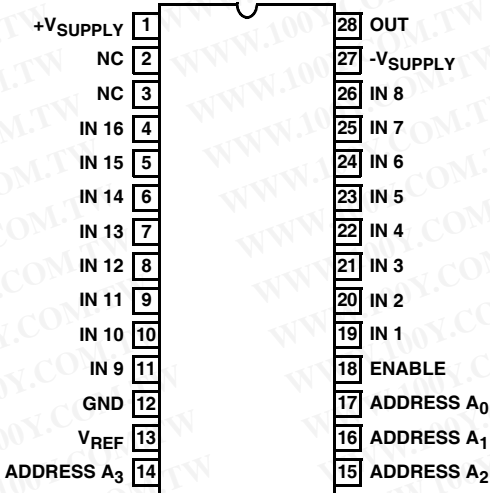 +VSUPPLY 1 28 OUT
NC 2 27 -VSUPPLY
NC 3 26 IN 8
IN 16 4 25 IN 7
IN 15 5 24 IN 6
IN 14 6 23 IN 5
IN 13 7 22 IN 4
IN 12 8 21 IN 3
IN 11 9 20 IN 2
IN 10 10 19 IN 1
IN 9 11 18 ENABLE
GND 12 17 ADDRESS A0
VREF 13 16 ADDRESS A1
ADDRESS A3 14 15 ADDRESS A2